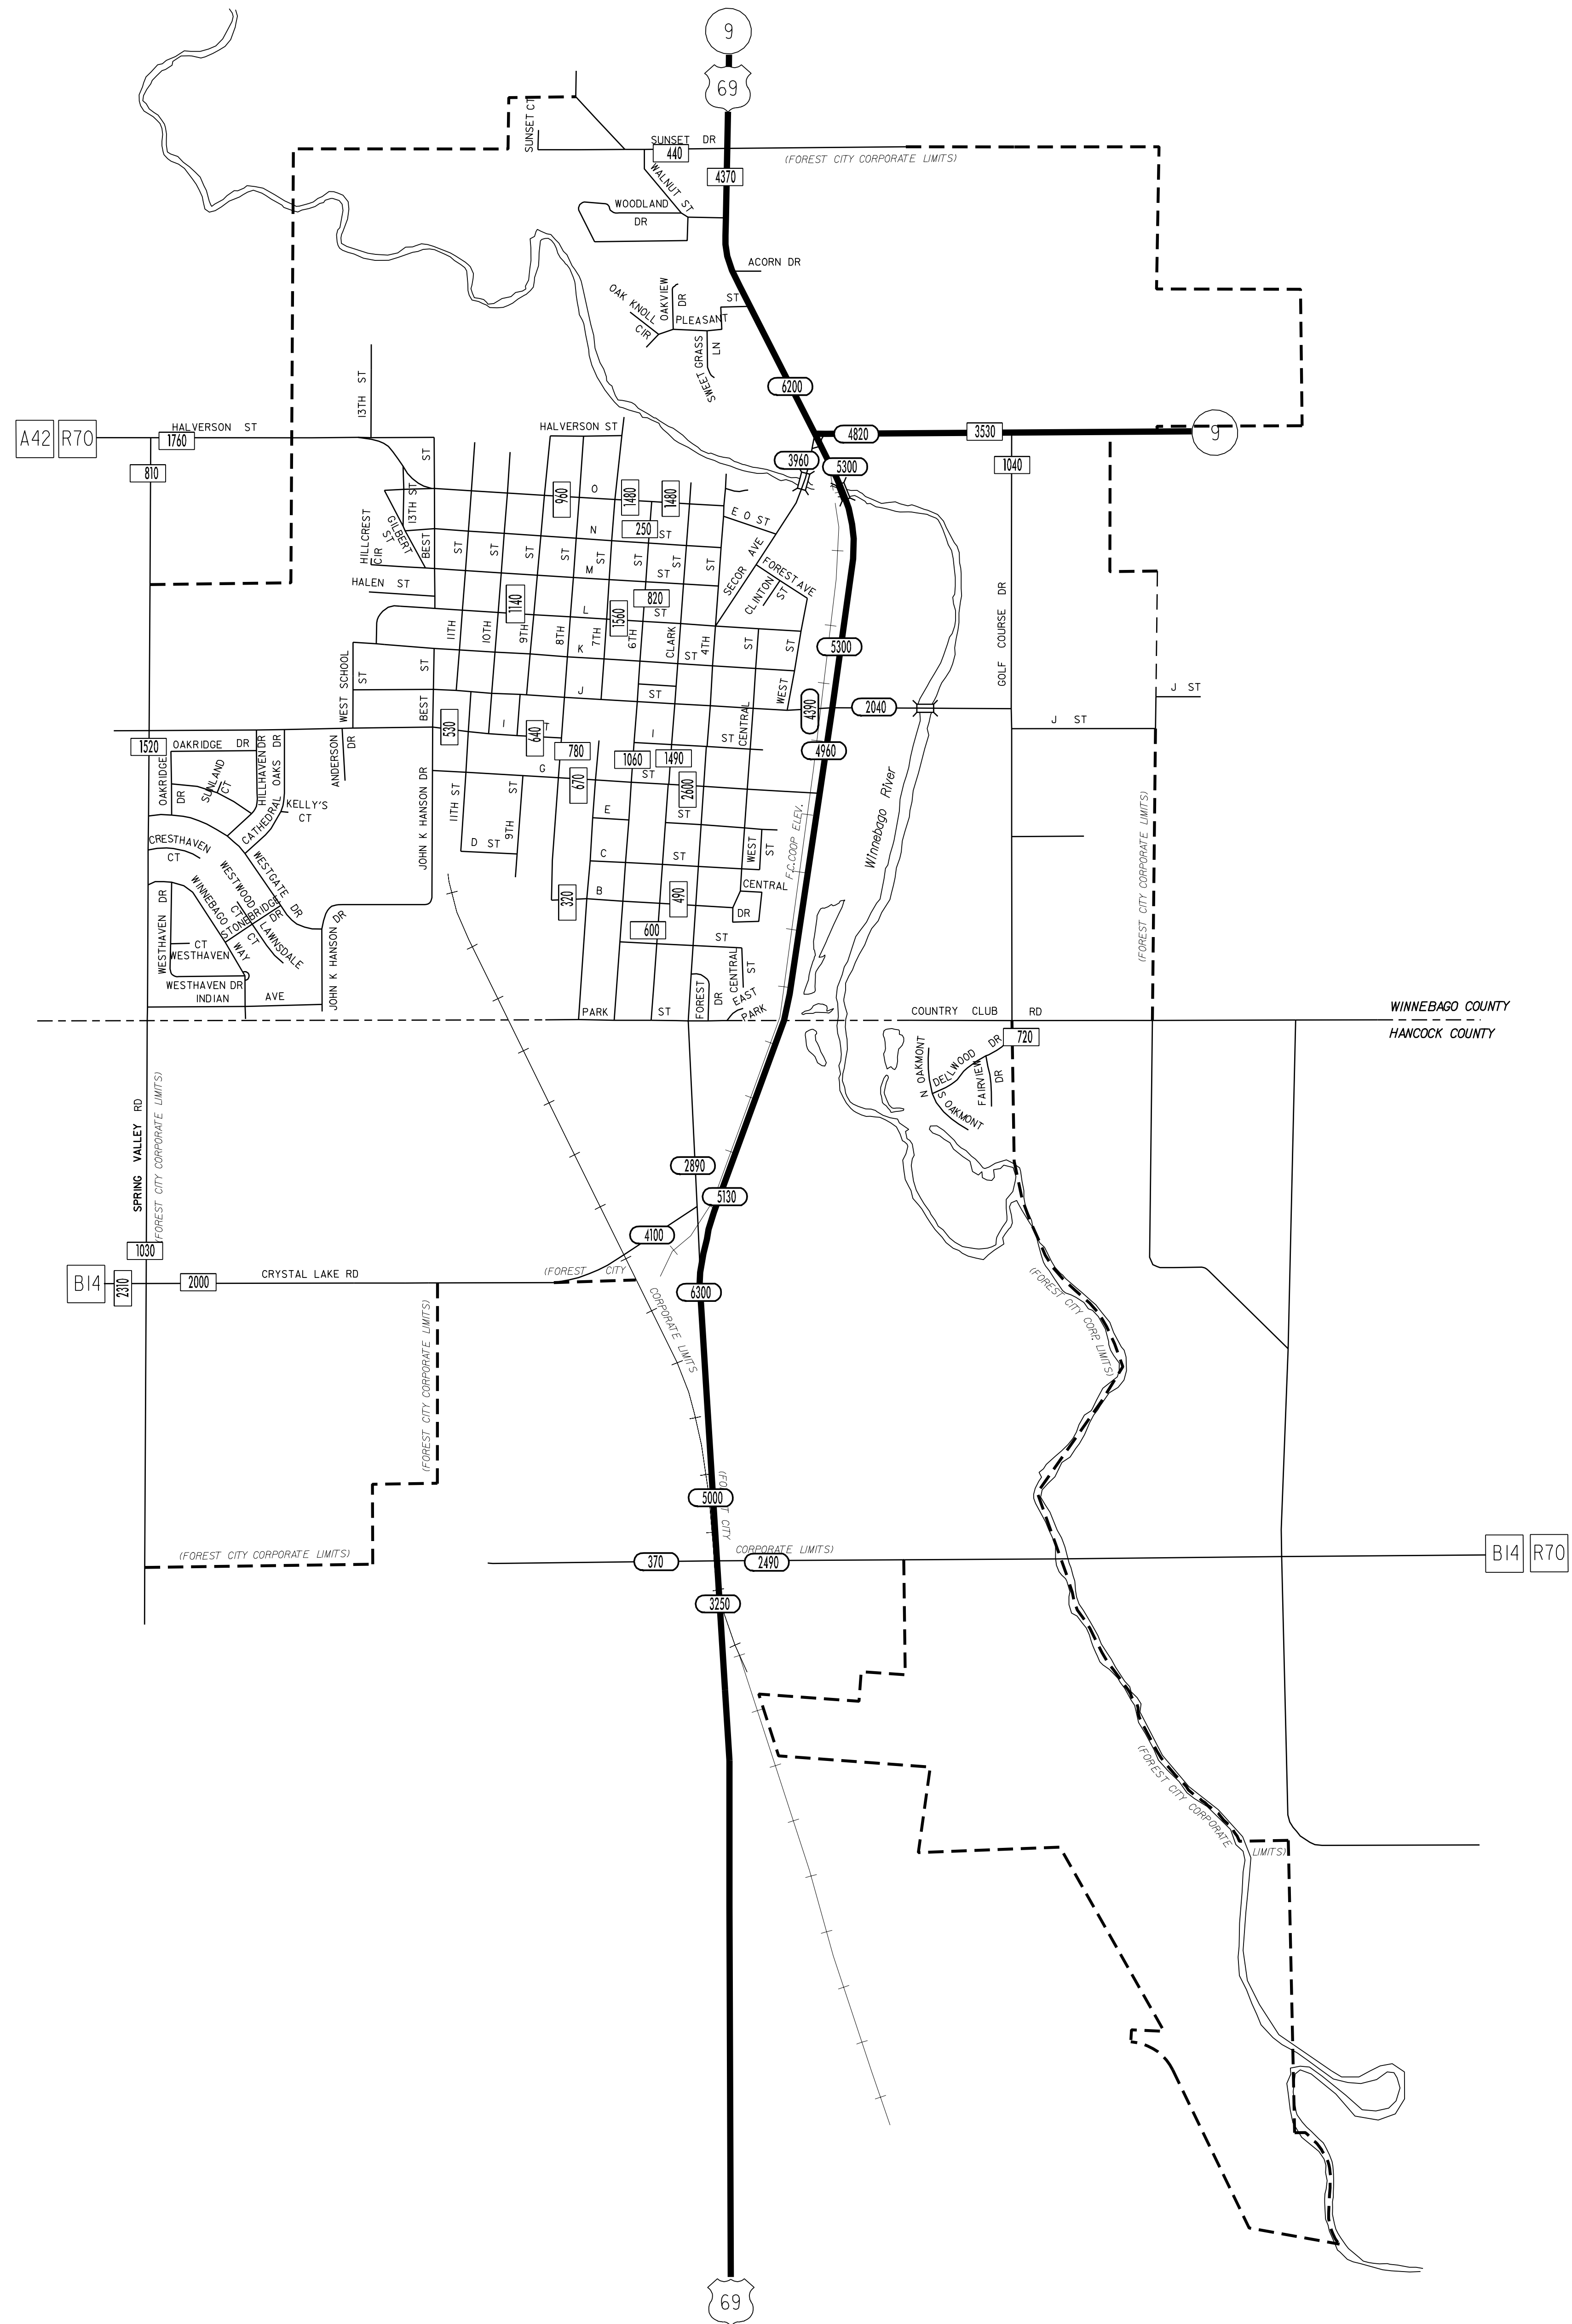 9
69
SUNSET CT
SUNSET DR
440
(FOREST CITY CORPORATE LIMITS)
4370
WALNUT ST
WOODLAND
DR
ACORN DR
OAK KNOLL
CIR
OAKVIEW
DR
ST
PLEASANT
SWEET GRASS
LN
6200
13TH ST
A42
R70
HALVERSON ST
1760
HALVERSON ST
4820
3530
9
810
3960
5300
1040
ST
13TH ST
960
O
1480
1480
HILLCREST
CIR
GILBERT
ST
BEST
N
250
ST
E O ST
ST
ST
ST
ST
ST
ST
ST
ST
SECOR AVE
M
ST
FOREST AVE
CLINTON
ST
HALEN ST
1140
820
L
1560
ST
11TH
10TH
9TH
8TH
7TH
6TH
CLARK
4TH
ST
ST
K
ST
5300
GOLF COURSE DR
WEST SCHOOL
ST
ST
BEST
J
ST
WEST
CENTRAL
4390
2040
J ST
J ST
530
I
T
640
I
ST
780
1060
1490
4960
1520
OAKRIDGE DR
OAKRIDGE
DR
SUNLAND
CT
HILLHAVEN DR
CATHEDRAL OAKS DR
ANDERSON
DR
KELLY'S
CT
JOHN K HANSON DR
G
ST
670
2600
11TH ST
9TH ST
E
ST
F.C.COOP ELEV.
Winnebago River
(FOREST CITY CORPORATE LIMITS)
CRESTHAVEN
CT
WESTGATE DR
D ST
C
ST
WEST
ST
WESTWOOD
CT
WINNEBAGO
WAY
STONEBRIDGE
DR
LAWNSDALE
CT
320
B
490
CENTRAL
DR
WESTHAVEN DR
CT
WESTHAVEN
600
ST
JOHN K HANSON DR
CENTRAL
ST
WESTHAVEN DR
INDIAN AVE
PARK ST
FOREST
DR
EAST
PARK
COUNTRY CLUB RD
WINNEBAGO COUNTY
HANCOCK COUNTY
720
N OAKMONT
DELLWOOD DR
FAIRVIEW
DR
S OAKMONT
SPRING VALLEY RD
(FOREST CITY CORPORATE LIMITS)
2890
5130
4100
1030
B14
2310
2000
CRYSTAL LAKE RD
(FOREST CITY
CORPORATE LIMITS
6300
(FOREST CITY CORP. LIMITS)
(FOREST CITY CORPORATE LIMITS)
5000
(FOREST CITY CORPORATE LIMITS)
370
CORPORATE LIMITS)
2490
B14
R70
3250
(FOREST CITY CORPORATE
LIMITS)
69